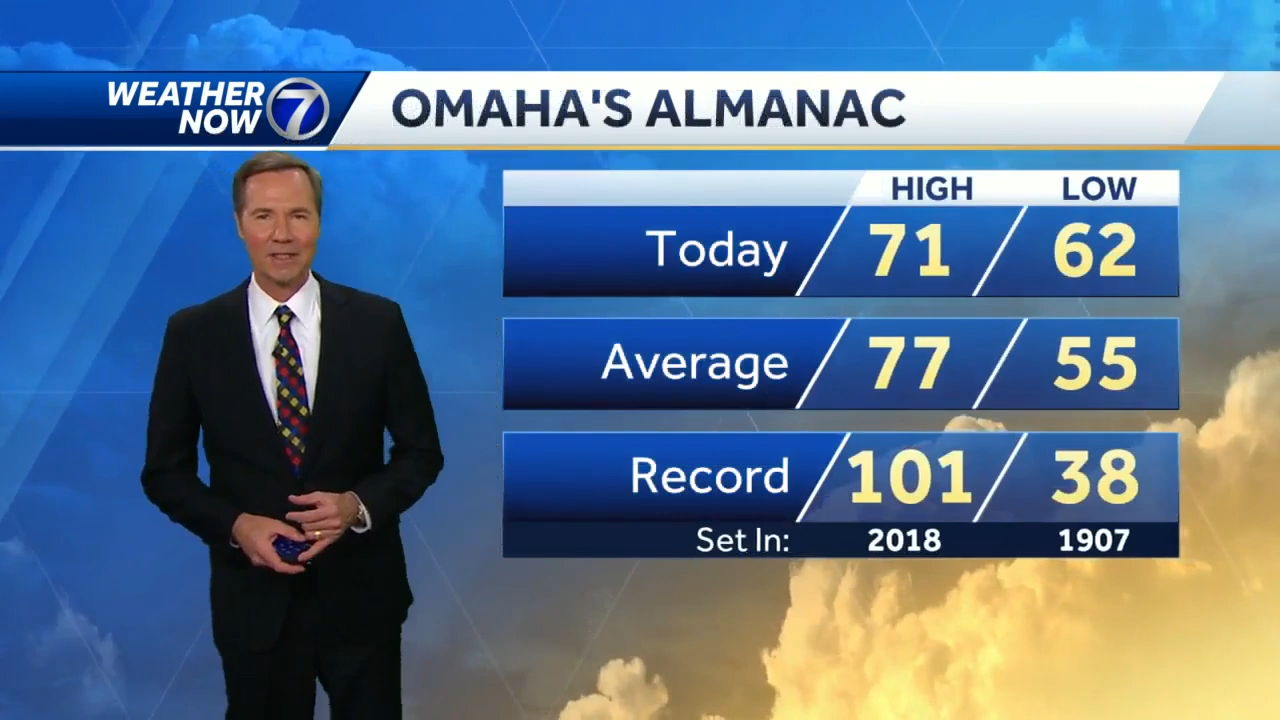 WEATHER
NOW 7
OMAHA'S ALMANAC
HIGH LOW
Today 71 62
Average 77 55
Record 101 38
Set In: 2018 1907